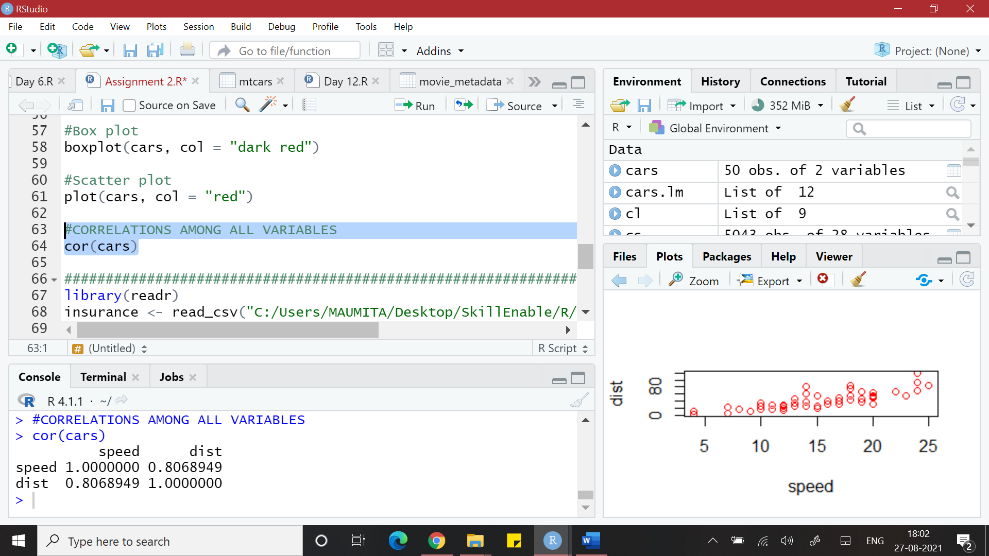 RStudio
File Edit Code View Plots Session Build Debug Profile Tools Help
Go to file/function Addins Project: (None)
Day 6.R Assignment 2.R* mtcars Day 12.R movie_metadata
Source on Save Run Source
57 #Box plot
58 boxplot(cars, col = "dark red")
59
60 #Scatter plot
61 plot(cars, col = "red")
62
63 #CORRELATIONS AMONG ALL VARIABLES
64 cor(cars)
65
66 ##############################################################
67 library(readr)
68 insurance <- read_csv("C:/Users/MAUMITA/Desktop/SkillEnable/R/
69
63:1 # (Untitled) R Script
Console Terminal Jobs
R R 4.1.1 · ~/
> #CORRELATIONS AMONG ALL VARIABLES
> cor(cars)
speed dist
speed 1.0000000 0.8068949
dist 0.8068949 1.0000000
>
Environment History Connections Tutorial
Import 352 MiB List
R Global Environment
Data
cars 50 obs. of 2 variables
cars.lm List of 12
cl List of 9
Files Plots Packages Help Viewer
Zoom Export
dist
80
0
5 10 15 20 25
speed
Type here to search
ENG 18:02
27-08-2021
2